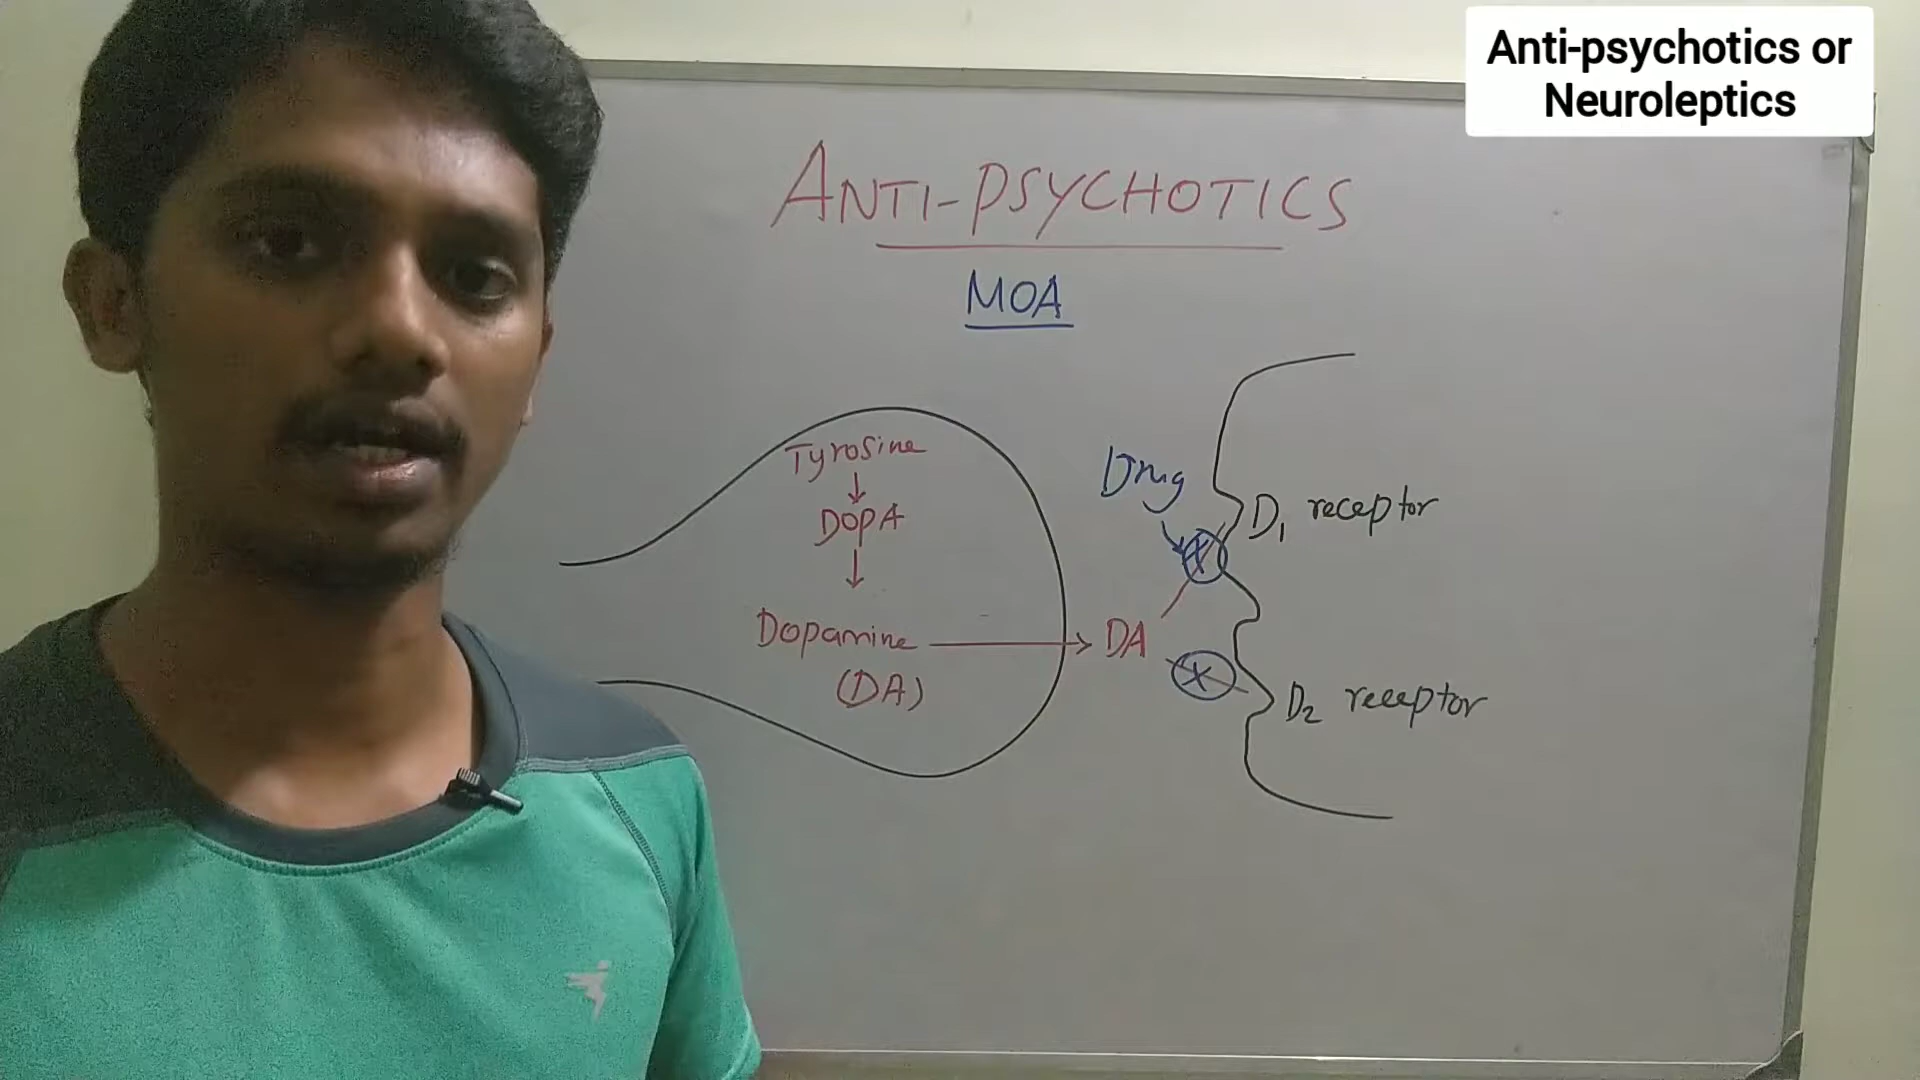 Anti-psychotics or
Neuroleptics
ANTI-PSYCHOTICS
MOA
Tyrosine
DOPA
Dopamine
(DA)
DA
Drug
D1 receptor
D2 receptor